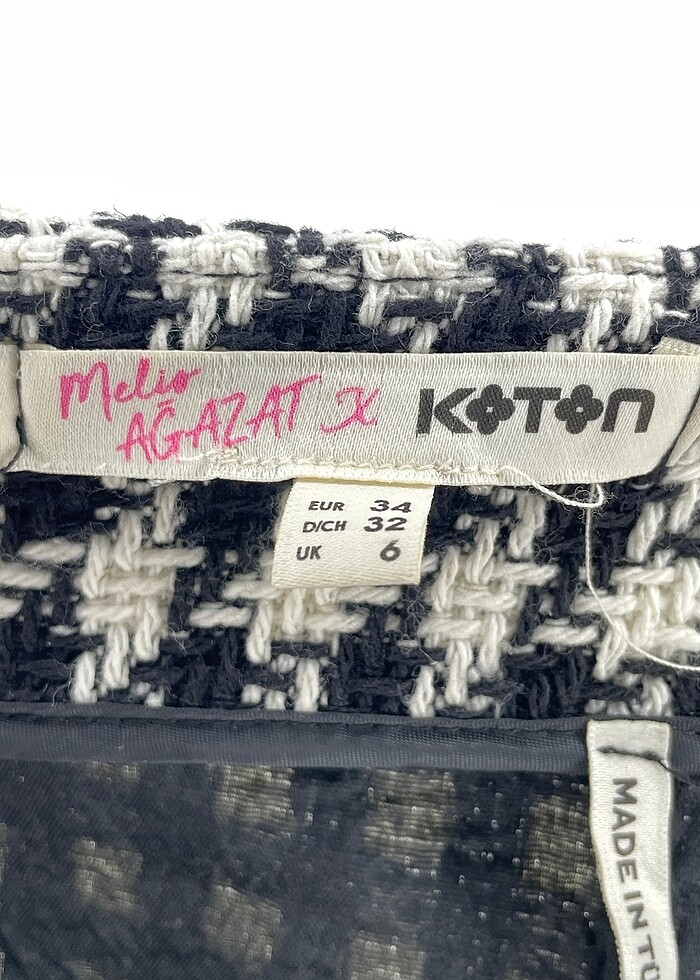 Melis
AĞAZAT X KOTON
EUR 34
D/CH 32
UK 6
MADE IN TU